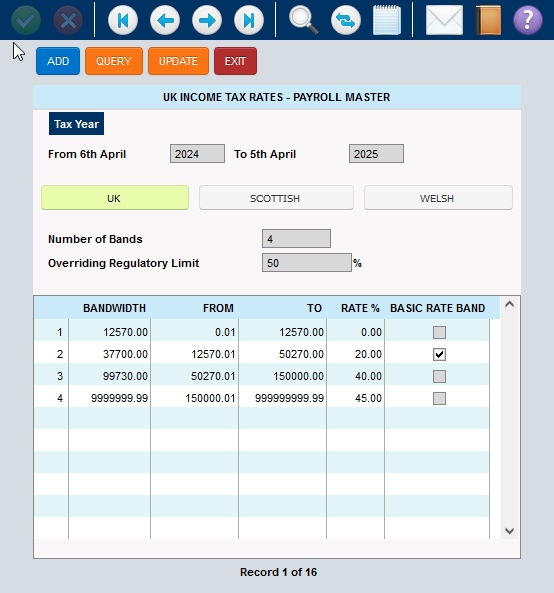 ADD QUERY UPDATE EXIT
UK INCOME TAX RATES - PAYROLL MASTER
Tax Year
From 6th April 2024 To 5th April 2025
UK SCOTTISH WELSH
Number of Bands 4
Overriding Regulatory Limit 50 %
BANDWIDTH FROM TO RATE % BASIC RATE BAND
1 12570.00 0.01 12570.00 0.00
2 37700.00 12570.01 50270.00 20.00
3 99730.00 50270.01 150000.00 40.00
4 9999999.99 150000.01 999999999.99 45.00
Record 1 of 16